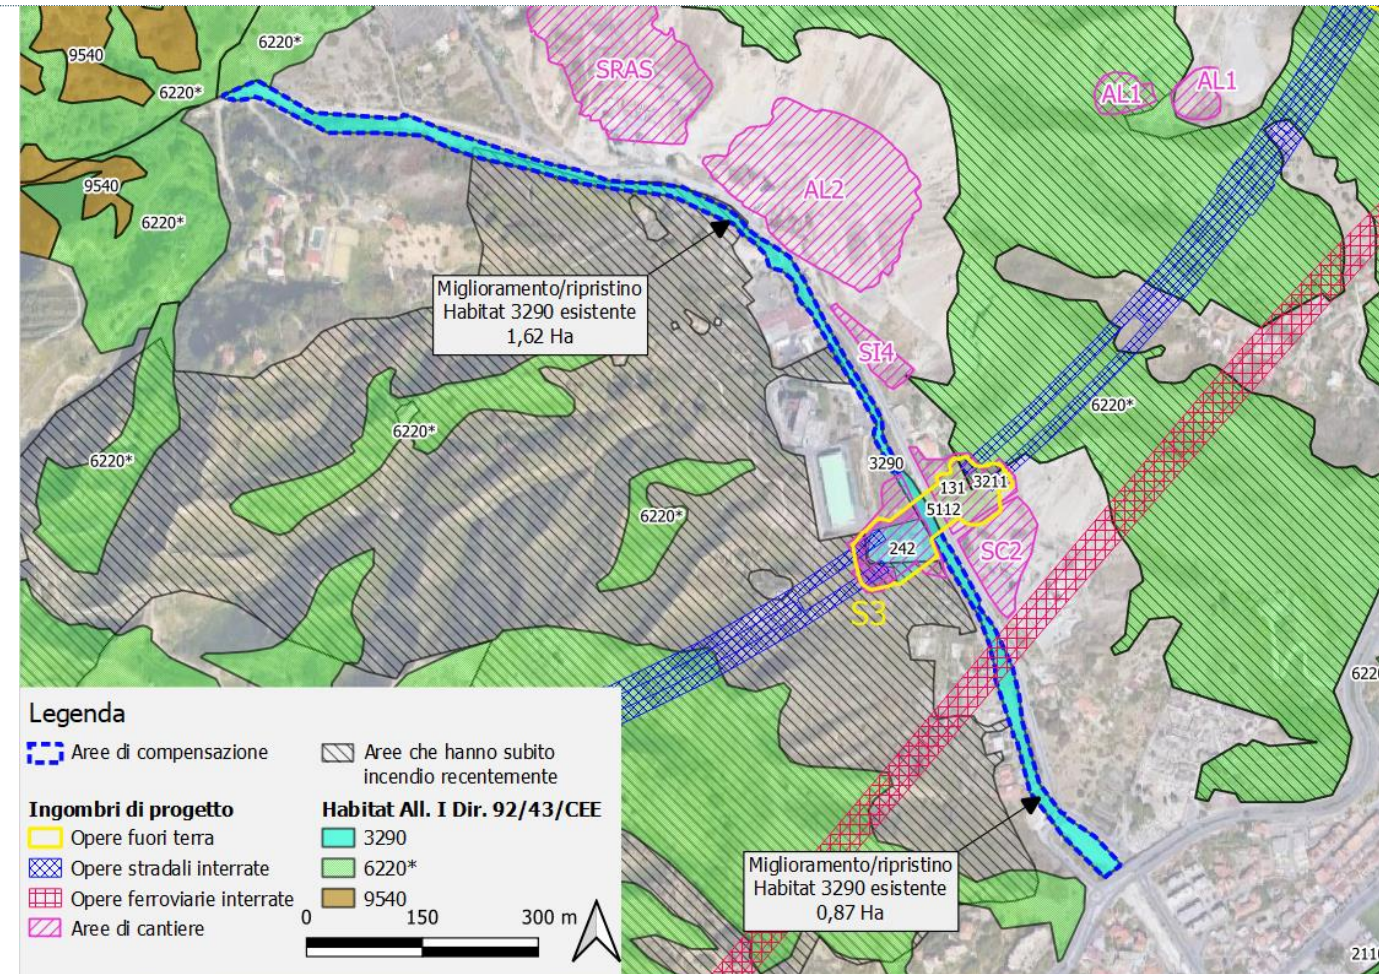 6220*
9540
SRAS
6220*
AL1
AL1
9540
AL2
6220*
Miglioramento/ripristino
Habitat 3290 esistente
1,62 Ha
SI4
6220*
6220*
6220*
3290
131
3211
6220*
5112
242
SC2
S3
6220
Legenda
Aree di compensazione
Aree che hanno subito
incendio recentemente
Ingombri di progetto
Habitat All. I Dir. 92/43/CEE
Opere fuori terra
3290
Opere stradali interrate
6220*
Opere ferroviarie interrate
9540
Aree di cantiere
0 150 300 m
Miglioramento/ripristino
Habitat 3290 esistente
0,87 Ha
2110